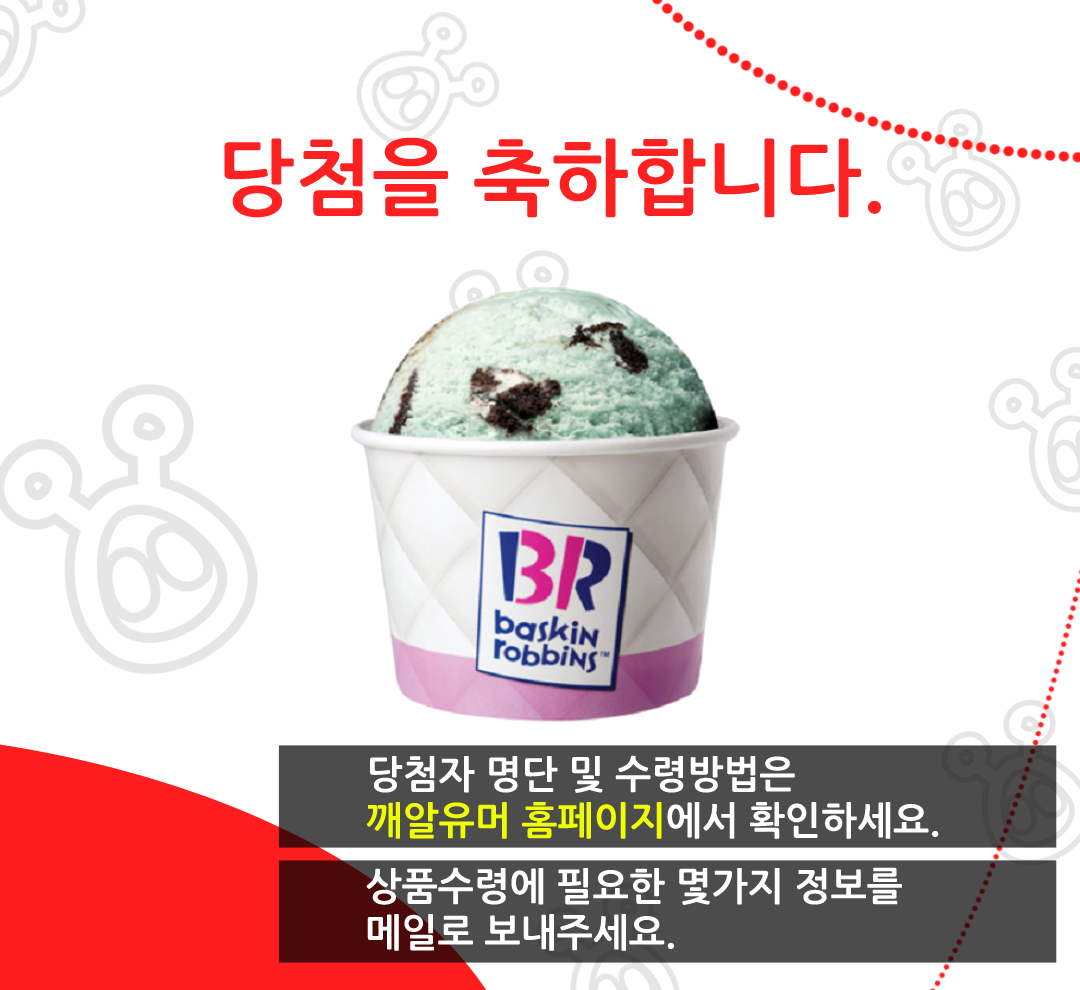 당첨을 축하합니다.
BR
baskin
robbins™
당첨자 명단 및 수령방법은
깨알유머 홈페이지에서 확인하세요.
상품수령에 필요한 몇가지 정보를
메일로 보내주세요.